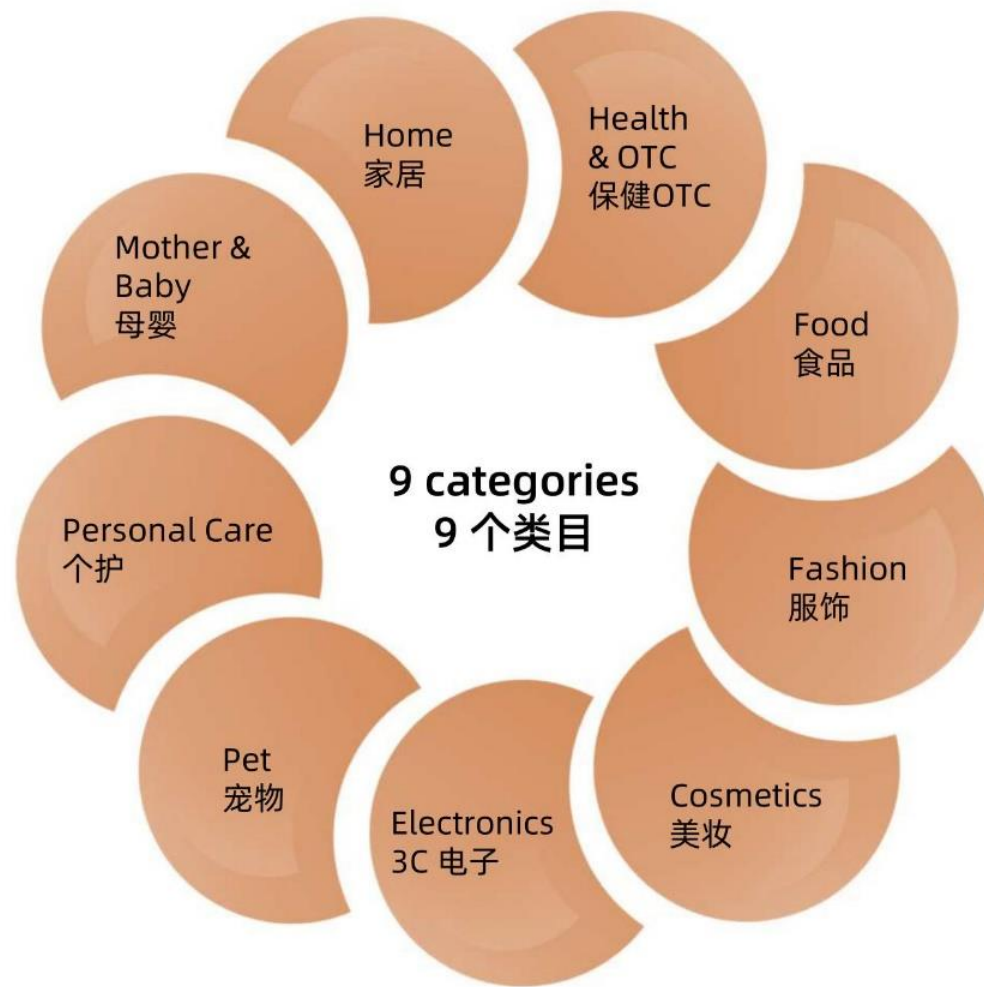 Home
家居
Health
& OTC
保健OTC
Mother &
Baby
母婴
Food
食品
9 categories
9 个类目
Personal Care
个护
Fashion
服饰
Pet
宠物
Electronics
3C 电子
Cosmetics
美妆